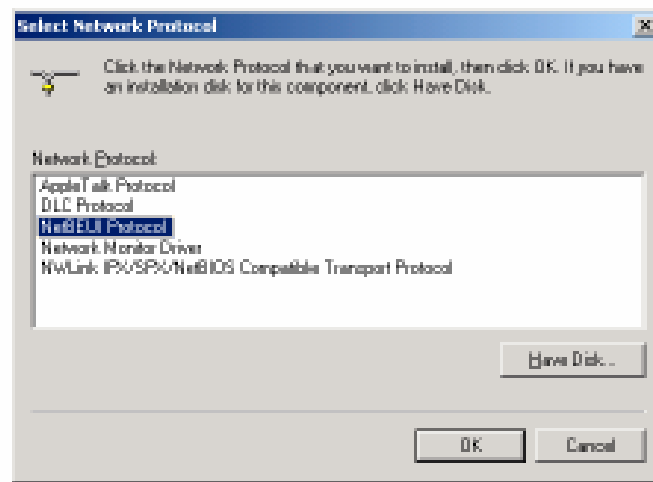 Select Network Protocol
Click the Network Protocol that you want to install, then click OK. If you have
an installation disk for this component, click Have Disk.
Network Protocol:
AppleTalk Protocol
DLC Protocol
NetBEUI Protocol
Network Monitor Driver
NWLink IPX/SPX/NetBIOS Compatible Transport Protocol
Have Disk...
OK
Cancel